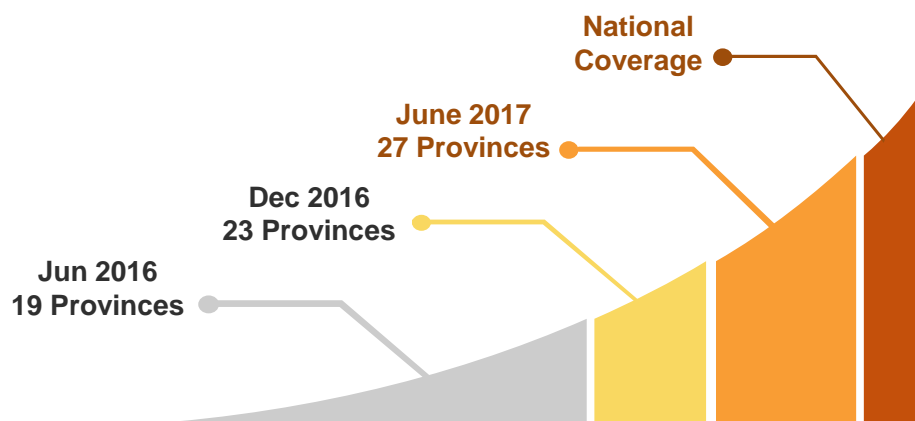 National
Coverage
June 2017
27 Provinces
Dec 2016
23 Provinces
Jun 2016
19 Provinces